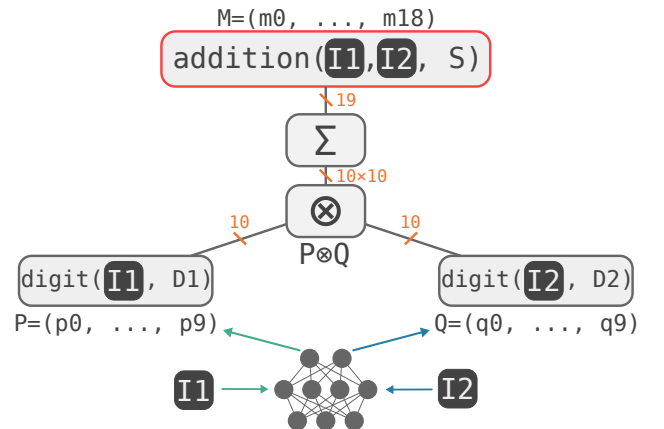 M=(m0, ..., m18)
addition(I1,I2, S)
19
Σ
10×10
⊗
10
10
P⊗Q
digit(I1, D1)
digit(I2, D2)
P=(p0, ..., p9)
Q=(q0, ..., q9)
I1
I2